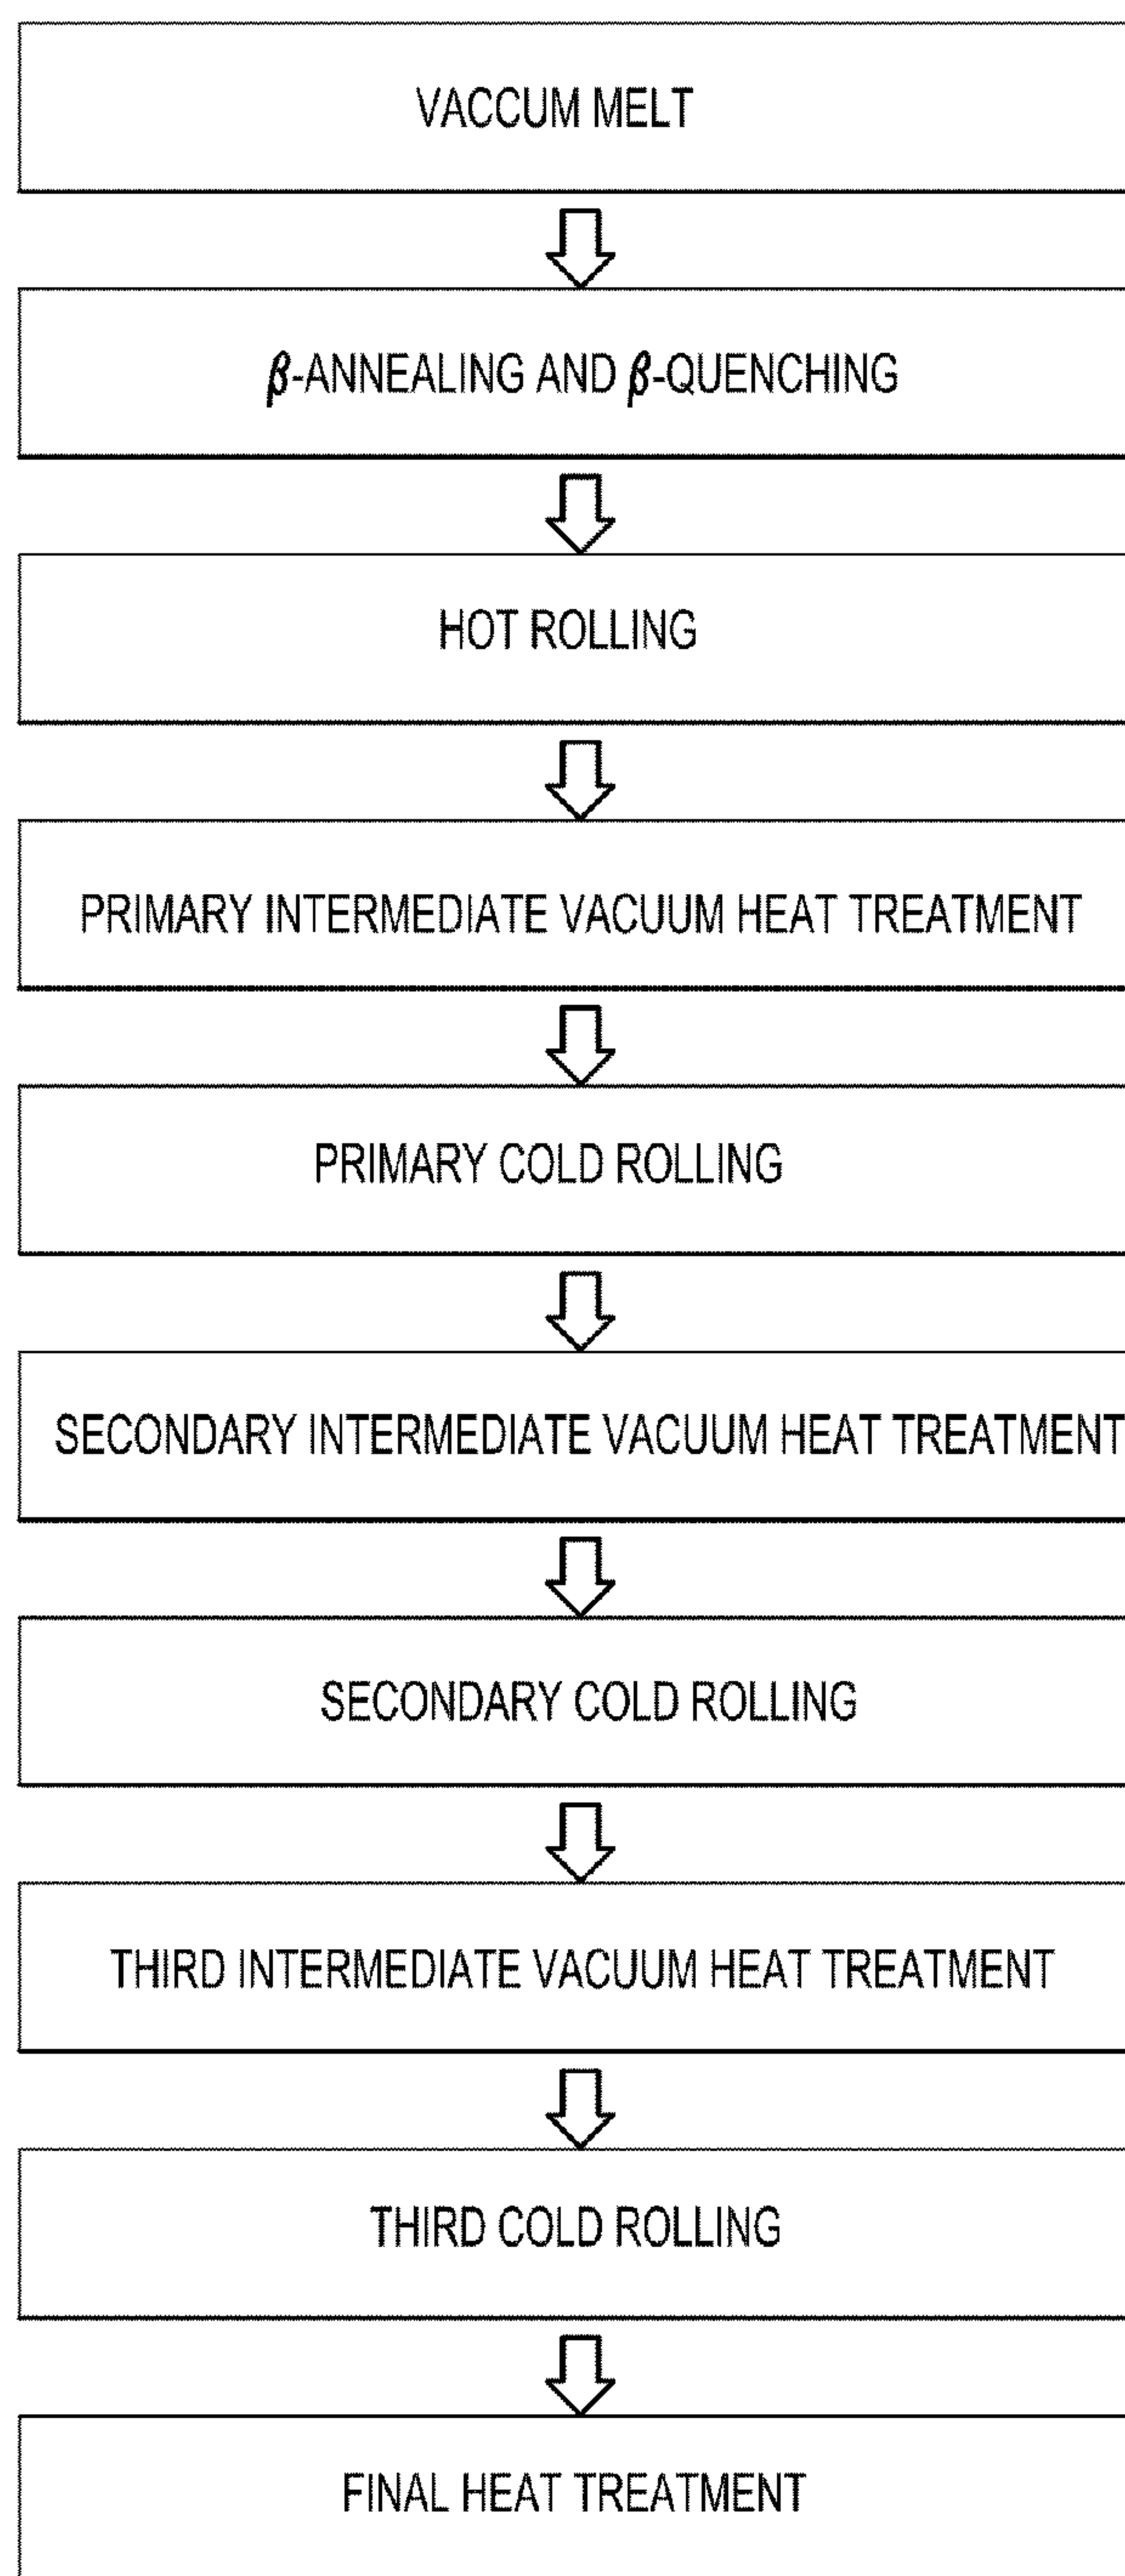 VACCUM MELT
β-ANNEALING AND β-QUENCHING
HOT ROLLING
PRIMARY INTERMEDIATE VACUUM HEAT TREATMENT
PRIMARY COLD ROLLING
SECONDARY INTERMEDIATE VACUUM HEAT TREATMENT
SECONDARY COLD ROLLING
THIRD INTERMEDIATE VACUUM HEAT TREATMENT
THIRD COLD ROLLING
FINAL HEAT TREATMENT